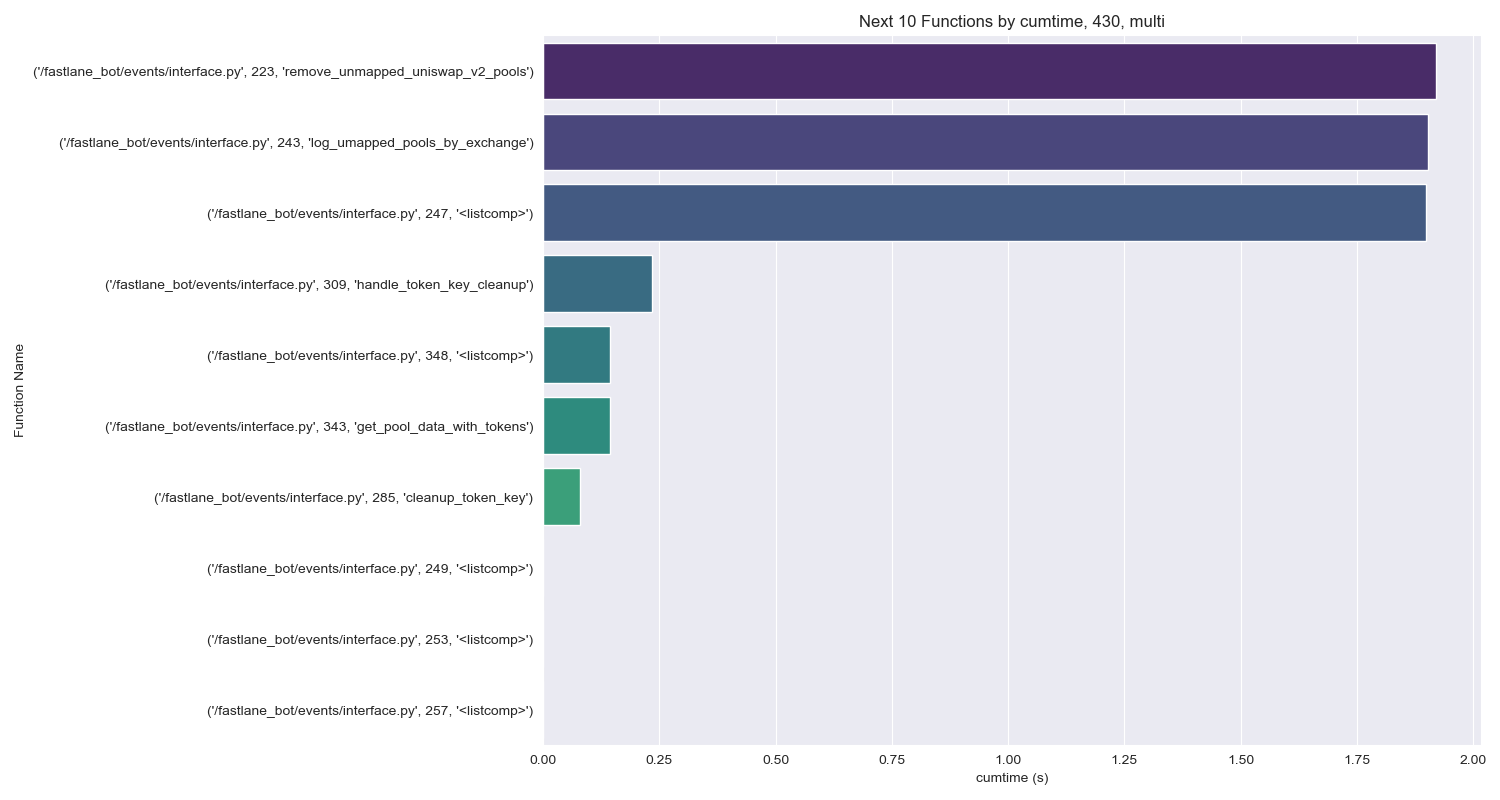 Next 10 Functions by cumtime, 430, multi
Function Name
('/fastlane_bot/events/interface.py', 223, 'remove_unmapped_uniswap_v2_pools')
('/fastlane_bot/events/interface.py', 243, 'log_umapped_pools_by_exchange')
('/fastlane_bot/events/interface.py', 247, '<listcomp>')
('/fastlane_bot/events/interface.py', 309, 'handle_token_key_cleanup')
('/fastlane_bot/events/interface.py', 348, '<listcomp>')
('/fastlane_bot/events/interface.py', 343, 'get_pool_data_with_tokens')
('/fastlane_bot/events/interface.py', 285, 'cleanup_token_key')
('/fastlane_bot/events/interface.py', 249, '<listcomp>')
('/fastlane_bot/events/interface.py', 253, '<listcomp>')
('/fastlane_bot/events/interface.py', 257, '<listcomp>')
0.00 0.25 0.50 0.75 1.00 1.25 1.50 1.75 2.00
cumtime (s)